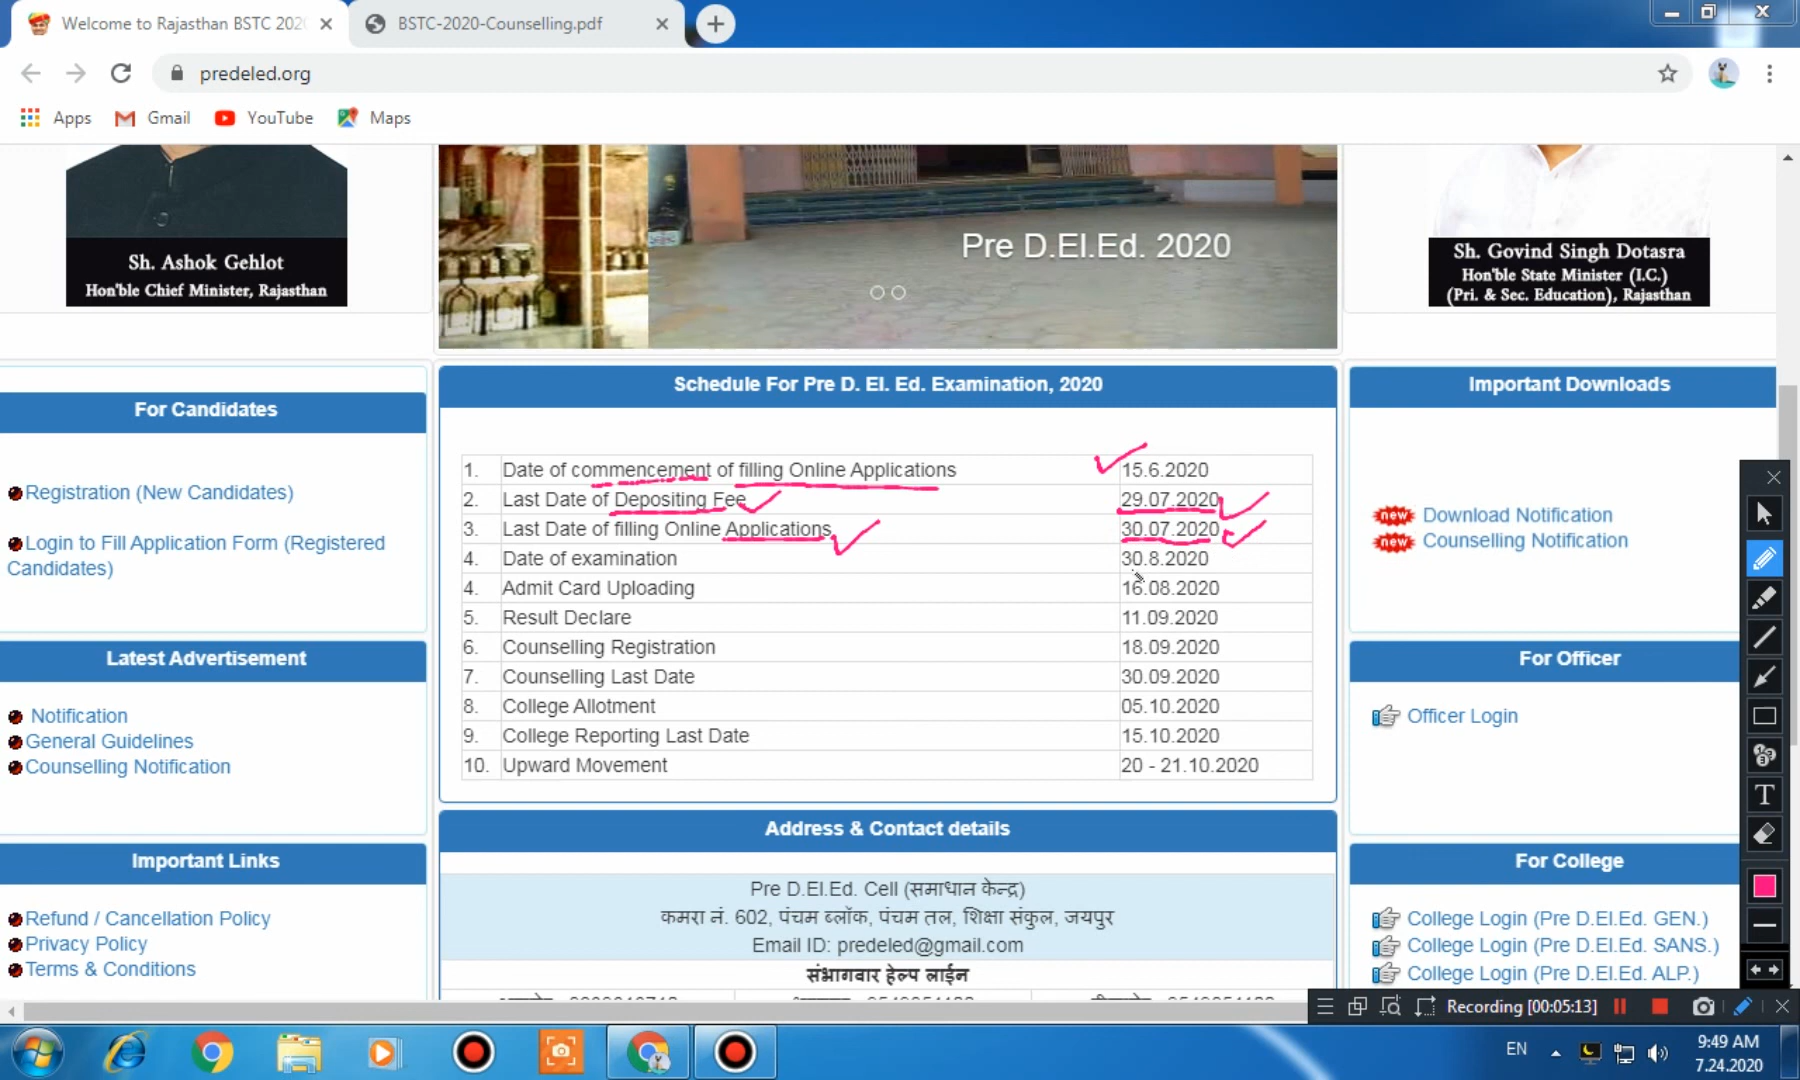 Welcome to Rajasthan BSTC 202
BSTC-2020-Counselling.pdf
predeled.org
Apps
Gmail
YouTube
Maps
Pre D.El.Ed. 2020
Sh. Ashok Gehlot
Hon'ble Chief Minister, Rajasthan
Sh. Govind Singh Dotasra
Hon'ble State Minister (I.C.)
(Pri. & Sec. Education), Rajasthan
For Candidates
Registration (New Candidates)
Login to Fill Application Form (Registered
Candidates)
Latest Advertisement
Notification
General Guidelines
Counselling Notification
Important Links
Refund / Cancellation Policy
Privacy Policy
Terms & Conditions
Schedule For Pre D. El. Ed. Examination, 2020
1. Date of commencement of filling Online Applications 15.6.2020
2. Last Date of Depositing Fee 29.07.2020
3. Last Date of filling Online Applications 30.07.2020
4. Date of examination 30.8.2020
4. Admit Card Uploading 16.08.2020
5. Result Declare 11.09.2020
6. Counselling Registration 18.09.2020
7. Counselling Last Date 30.09.2020
8. College Allotment 05.10.2020
9. College Reporting Last Date 15.10.2020
10. Upward Movement 20 - 21.10.2020
Address & Contact details
Pre D.El.Ed. Cell (समाधान केन्द्र)
कमरा नं. 602, पंचम ब्लॉक, पंचम तल, शिक्षा संकुल, जयपुर
Email ID: predeled@gmail.com
संभागवार हेल्प लाईन
Important Downloads
new Download Notification
new Counselling Notification
For Officer
Officer Login
For College
College Login (Pre D.El.Ed. GEN.)
College Login (Pre D.El.Ed. SANS.)
College Login (Pre D.El.Ed. ALP.)
T
Recording [00:05:13]
EN
9:49 AM
7.24.2020